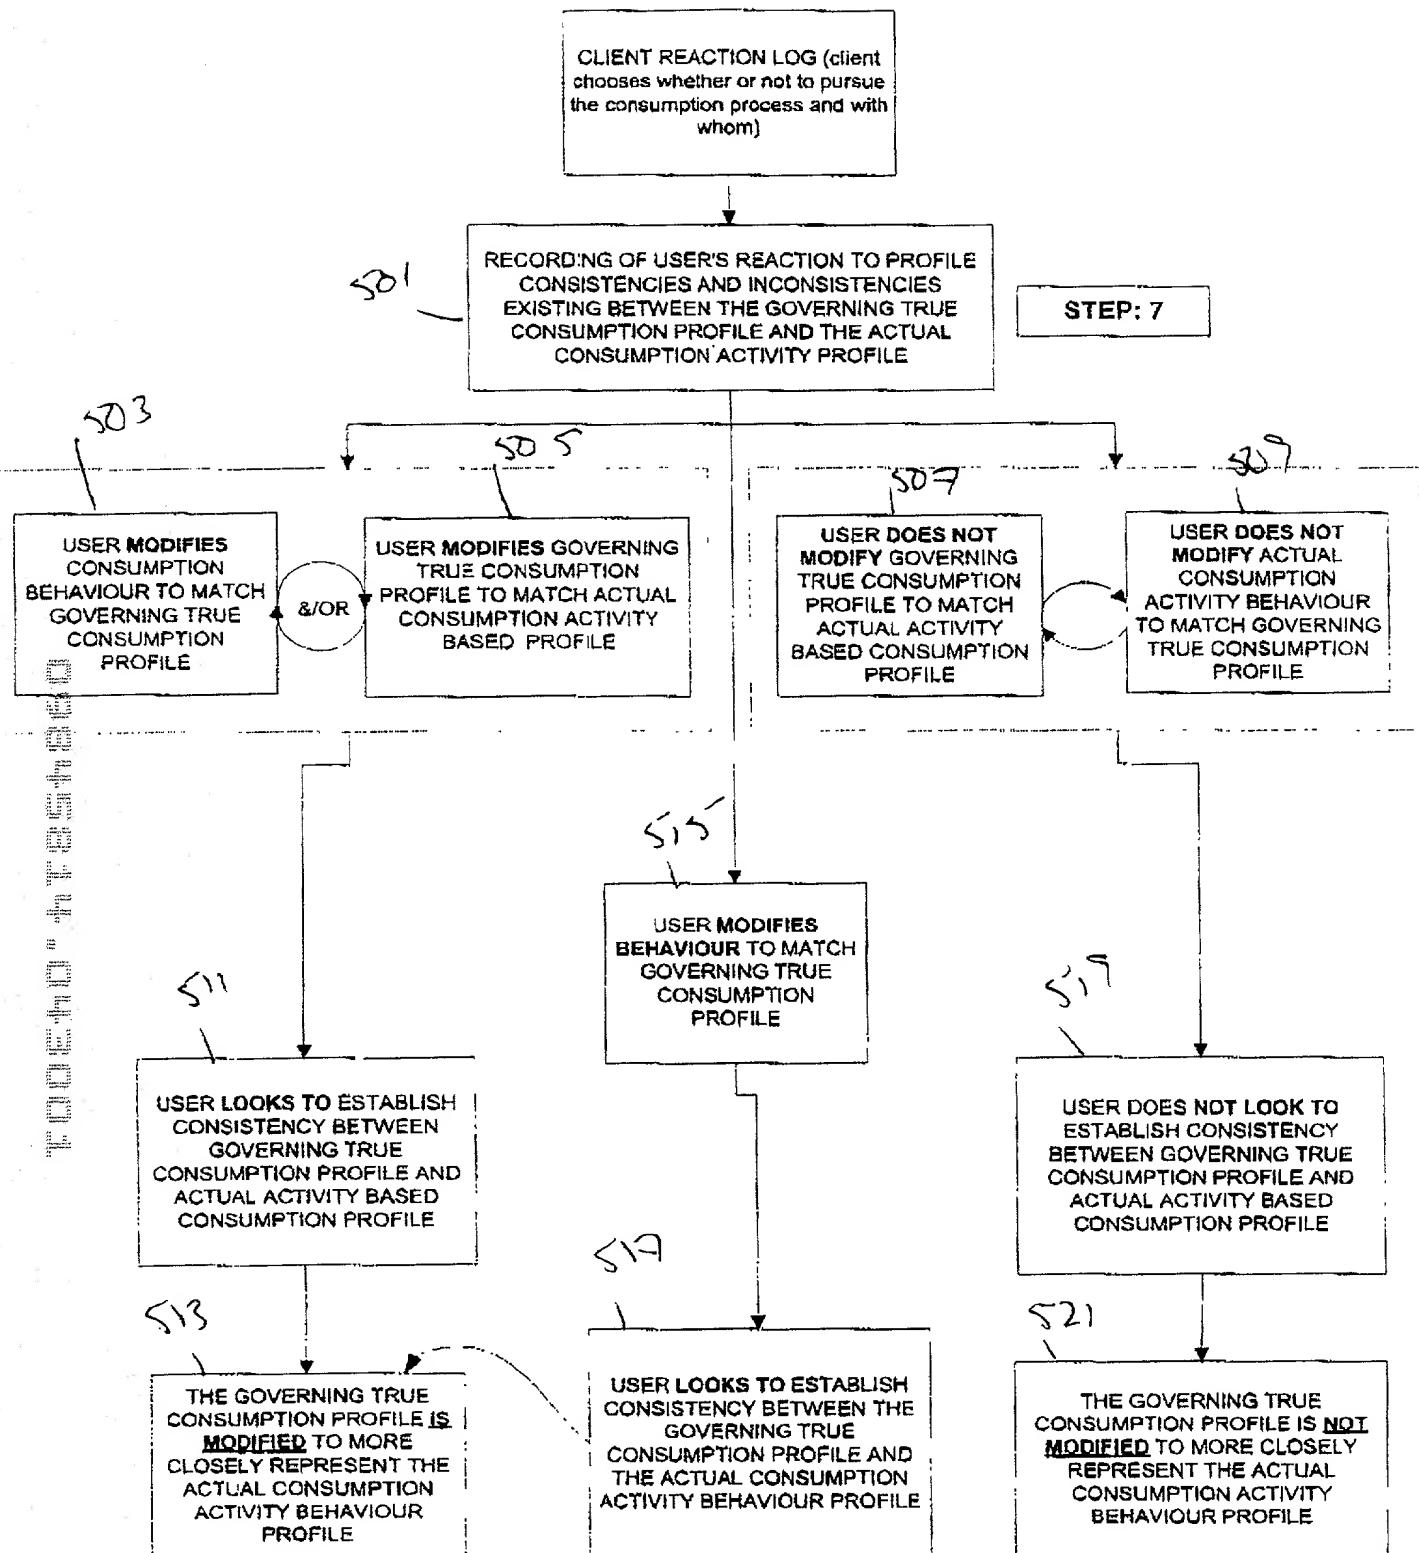 CLIENT REACTION LOG (client
chooses whether or not to pursue
the consumption process and with
whom)
501
RECORDING OF USER'S REACTION TO PROFILE
CONSISTENCIES AND INCONSISTENCIES
EXISTING BETWEEN THE GOVERNING TRUE
CONSUMPTION PROFILE AND THE ACTUAL
CONSUMPTION ACTIVITY PROFILE
STEP: 7
503
USER MODIFIES
CONSUMPTION
BEHAVIOUR TO MATCH
GOVERNING TRUE
CONSUMPTION
PROFILE
&/OR
505
USER MODIFIES GOVERNING
TRUE CONSUMPTION
PROFILE TO MATCH ACTUAL
CONSUMPTION ACTIVITY
BASED PROFILE
507
USER DOES NOT
MODIFY GOVERNING
TRUE CONSUMPTION
PROFILE TO MATCH
ACTUAL ACTIVITY
BASED CONSUMPTION
PROFILE
509
USER DOES NOT
MODIFY ACTUAL
CONSUMPTION
ACTIVITY BEHAVIOUR
TO MATCH GOVERNING
TRUE CONSUMPTION
PROFILE
515
USER MODIFIES
BEHAVIOUR TO MATCH
GOVERNING TRUE
CONSUMPTION
PROFILE
511
USER LOOKS TO ESTABLISH
CONSISTENCY BETWEEN
GOVERNING TRUE
CONSUMPTION PROFILE AND
ACTUAL ACTIVITY BASED
CONSUMPTION PROFILE
519
USER DOES NOT LOOK TO
ESTABLISH CONSISTENCY
BETWEEN GOVERNING TRUE
CONSUMPTION PROFILE AND
ACTUAL ACTIVITY BASED
CONSUMPTION PROFILE
513
THE GOVERNING TRUE
CONSUMPTION PROFILE IS
MODIFIED TO MORE
CLOSELY REPRESENT THE
ACTUAL CONSUMPTION
ACTIVITY BEHAVIOUR
PROFILE
517
USER LOOKS TO ESTABLISH
CONSISTENCY BETWEEN THE
GOVERNING TRUE
CONSUMPTION PROFILE AND
THE ACTUAL CONSUMPTION
ACTIVITY BEHAVIOUR PROFILE
521
THE GOVERNING TRUE
CONSUMPTION PROFILE IS NOT
MODIFIED TO MORE CLOSELY
REPRESENT THE ACTUAL
CONSUMPTION ACTIVITY
BEHAVIOUR PROFILE